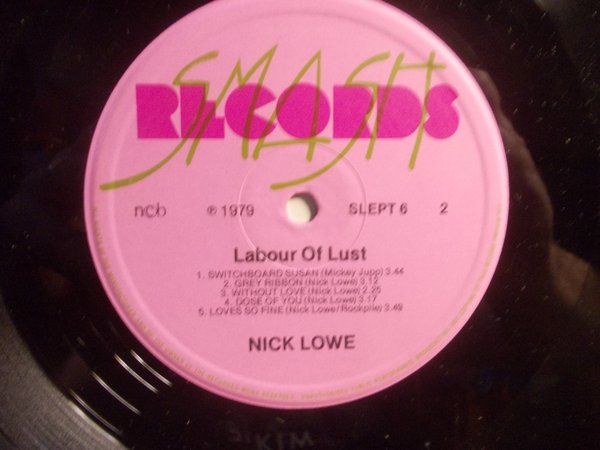 SMASH
RECORDS
ncb ℗ 1979 SLEPT 6 2
Labour Of Lust
1. SWITCHBOARD SUSAN (Mickey Jupp) 3.44
2. GREY RIBBON (Nick Lowe) 3.12
3. WITHOUT LOVE (Nick Lowe) 2.25
4. DOSE OF YOU (Nick Lowe) 3.17
5. LOVES SO FINE (Nick Lowe/Rockpile) 3.49
NICK LOWE